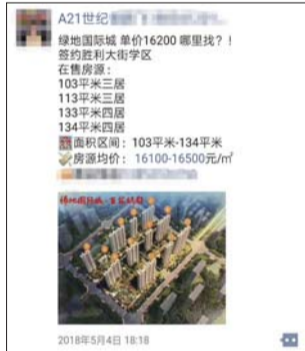 A21世纪
绿地国际城 单价16200 哪里找？！
签约胜利大街学区
在售房源：
103平米三居
113平米三居
133平米四居
134平米四居
面积区间：103平米-134平米
房源均价： 16100-16500元/㎡
2018年5月4日 18:18